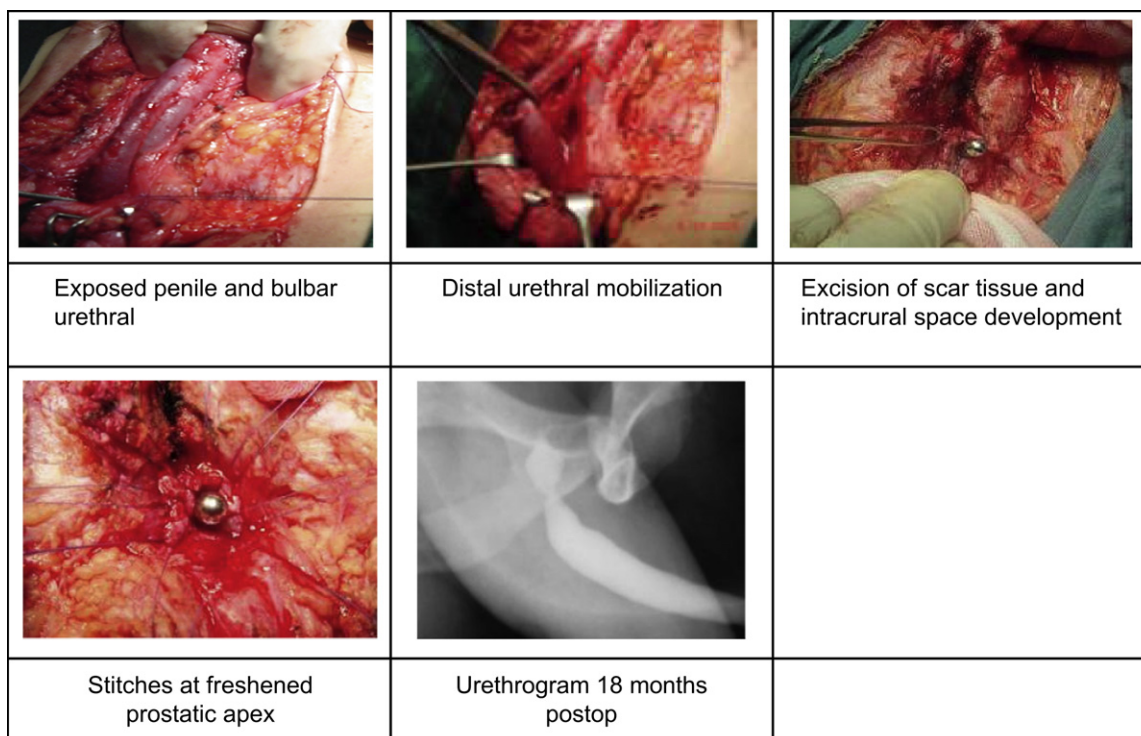 Exposed penile and bulbar
urethral
Distal urethral mobilization
Excision of scar tissue and
intracrural space development
Stitches at freshened
prostatic apex
Urethrogram 18 months
postop